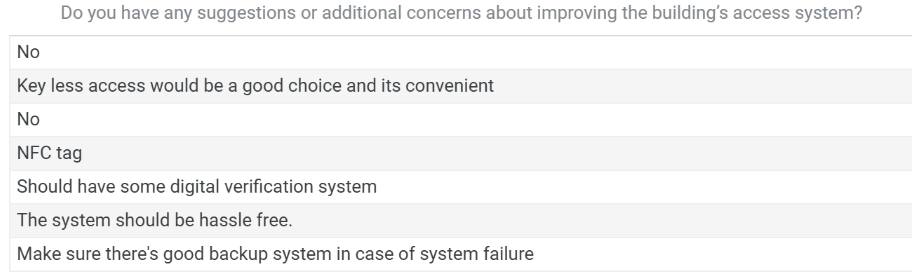 Do you have any suggestions or additional concerns about improving the building’s access system?
No
Key less access would be a good choice and its convenient
No
NFC tag
Should have some digital verification system
The system should be hassle free.
Make sure there's good backup system in case of system failure